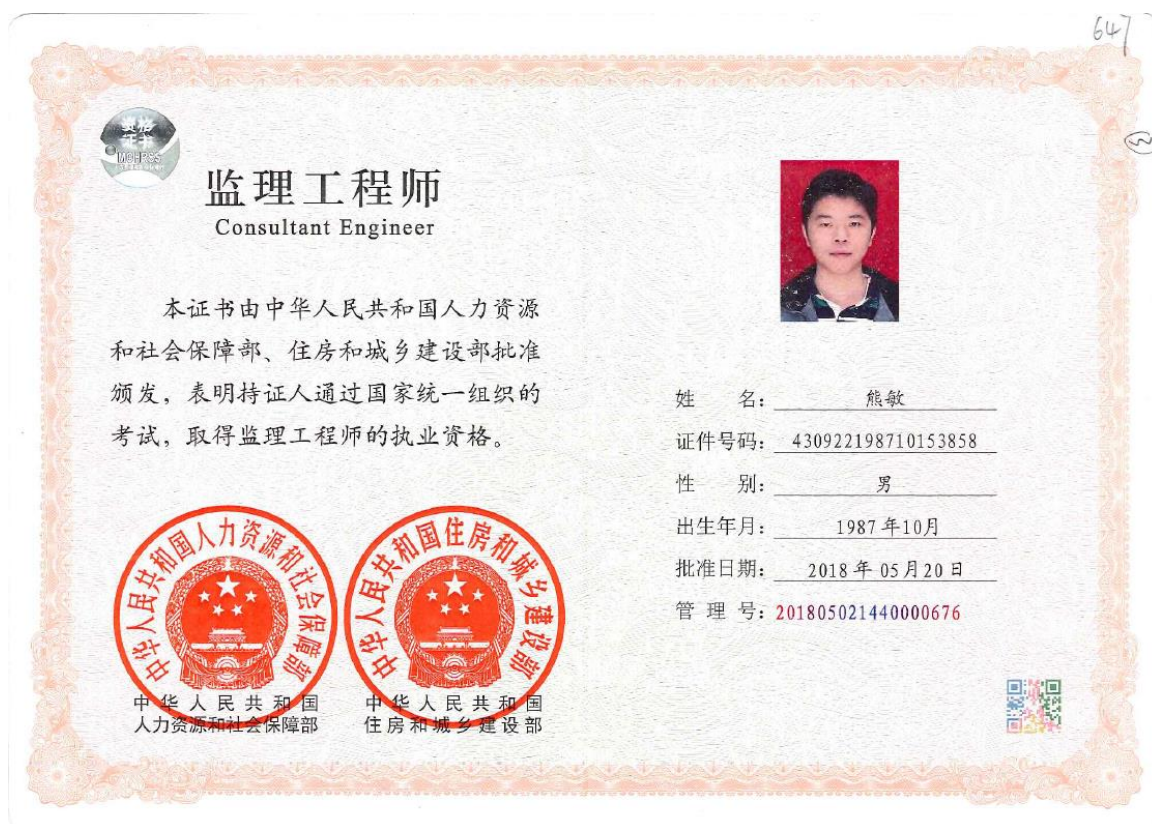 647
资格
证书
MOHRSS
监理工程师
Consultant Engineer
本证书由中华人民共和国人力资源
和社会保障部、住房和城乡建设部批准
颁发，表明持证人通过国家统一组织的
考试，取得监理工程师的执业资格。
姓名：熊敏
证件号码：430922198710153858
性别：男
出生年月：1987年10月
批准日期：2018年05月20日
管理号：201805021440000676
中华人民共和国人力资源和社会保障部
中华人民共和国住房和城乡建设部
中华人民共和国
人力资源和社会保障部
中华人民共和国
住房和城乡建设部